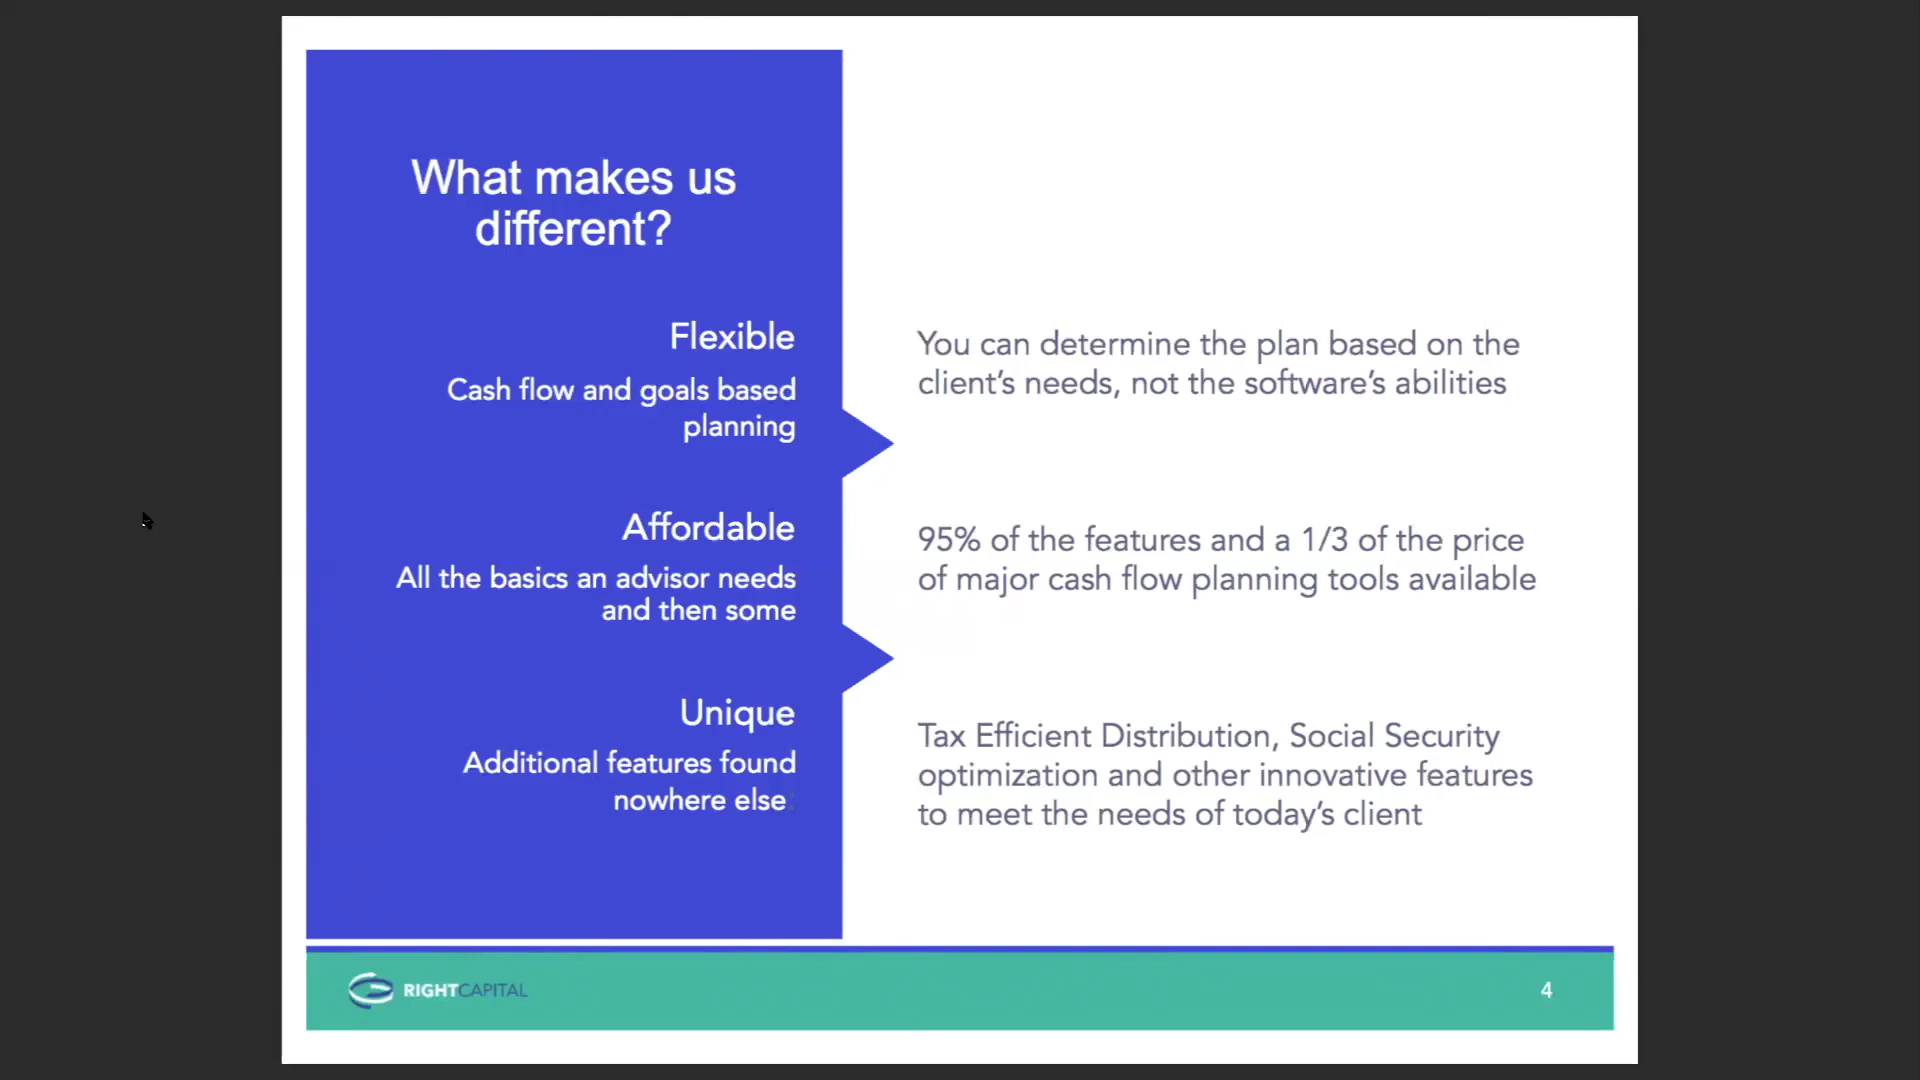 What makes us
different?
Flexible
Cash flow and goals based
planning
You can determine the plan based on the
client’s needs, not the software’s abilities
Affordable
All the basics an advisor needs
and then some
95% of the features and a 1/3 of the price
of major cash flow planning tools available
Unique
Additional features found
nowhere else
Tax Efficient Distribution, Social Security
optimization and other innovative features
to meet the needs of today’s client
RIGHTCAPITAL
4